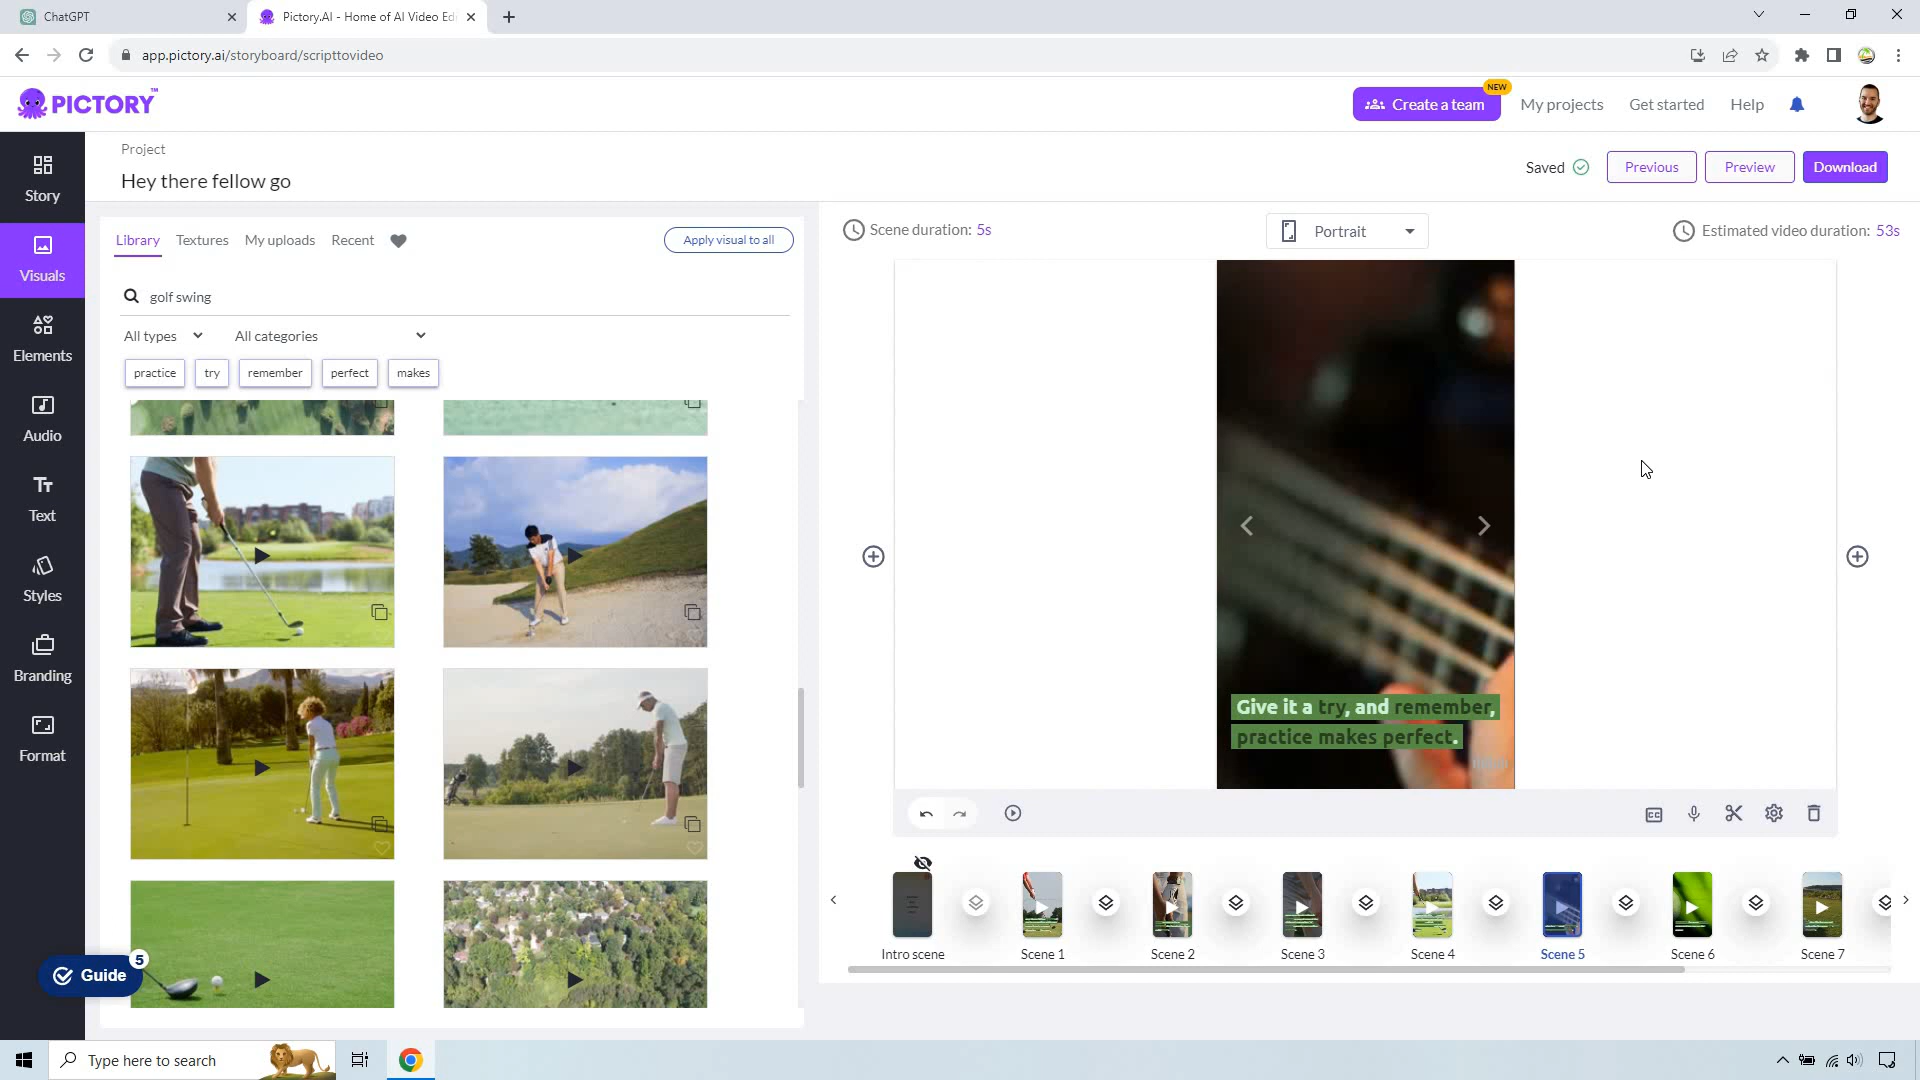 ChatGPT
Pictory.AI - Home of AI Video Edi
app.pictory.ai/storyboard/scripttovideo
PICTORY™
NEW
Create a team
My projects
Get started
Help
Project
Hey there fellow go
Saved
Previous
Preview
Download
Story
Visuals
Elements
Audio
Text
Styles
Branding
Format
Library
Textures
My uploads
Recent
Apply visual to all
golf swing
All types
All categories
practice
try
remember
perfect
makes
Scene duration: 5s
Portrait
Estimated video duration: 53s
Give it a try, and remember,
practice makes perfect.
CC
Intro scene
Scene 1
Scene 2
Scene 3
Scene 4
Scene 5
Scene 6
Scene 7
Guide
5
Type here to search